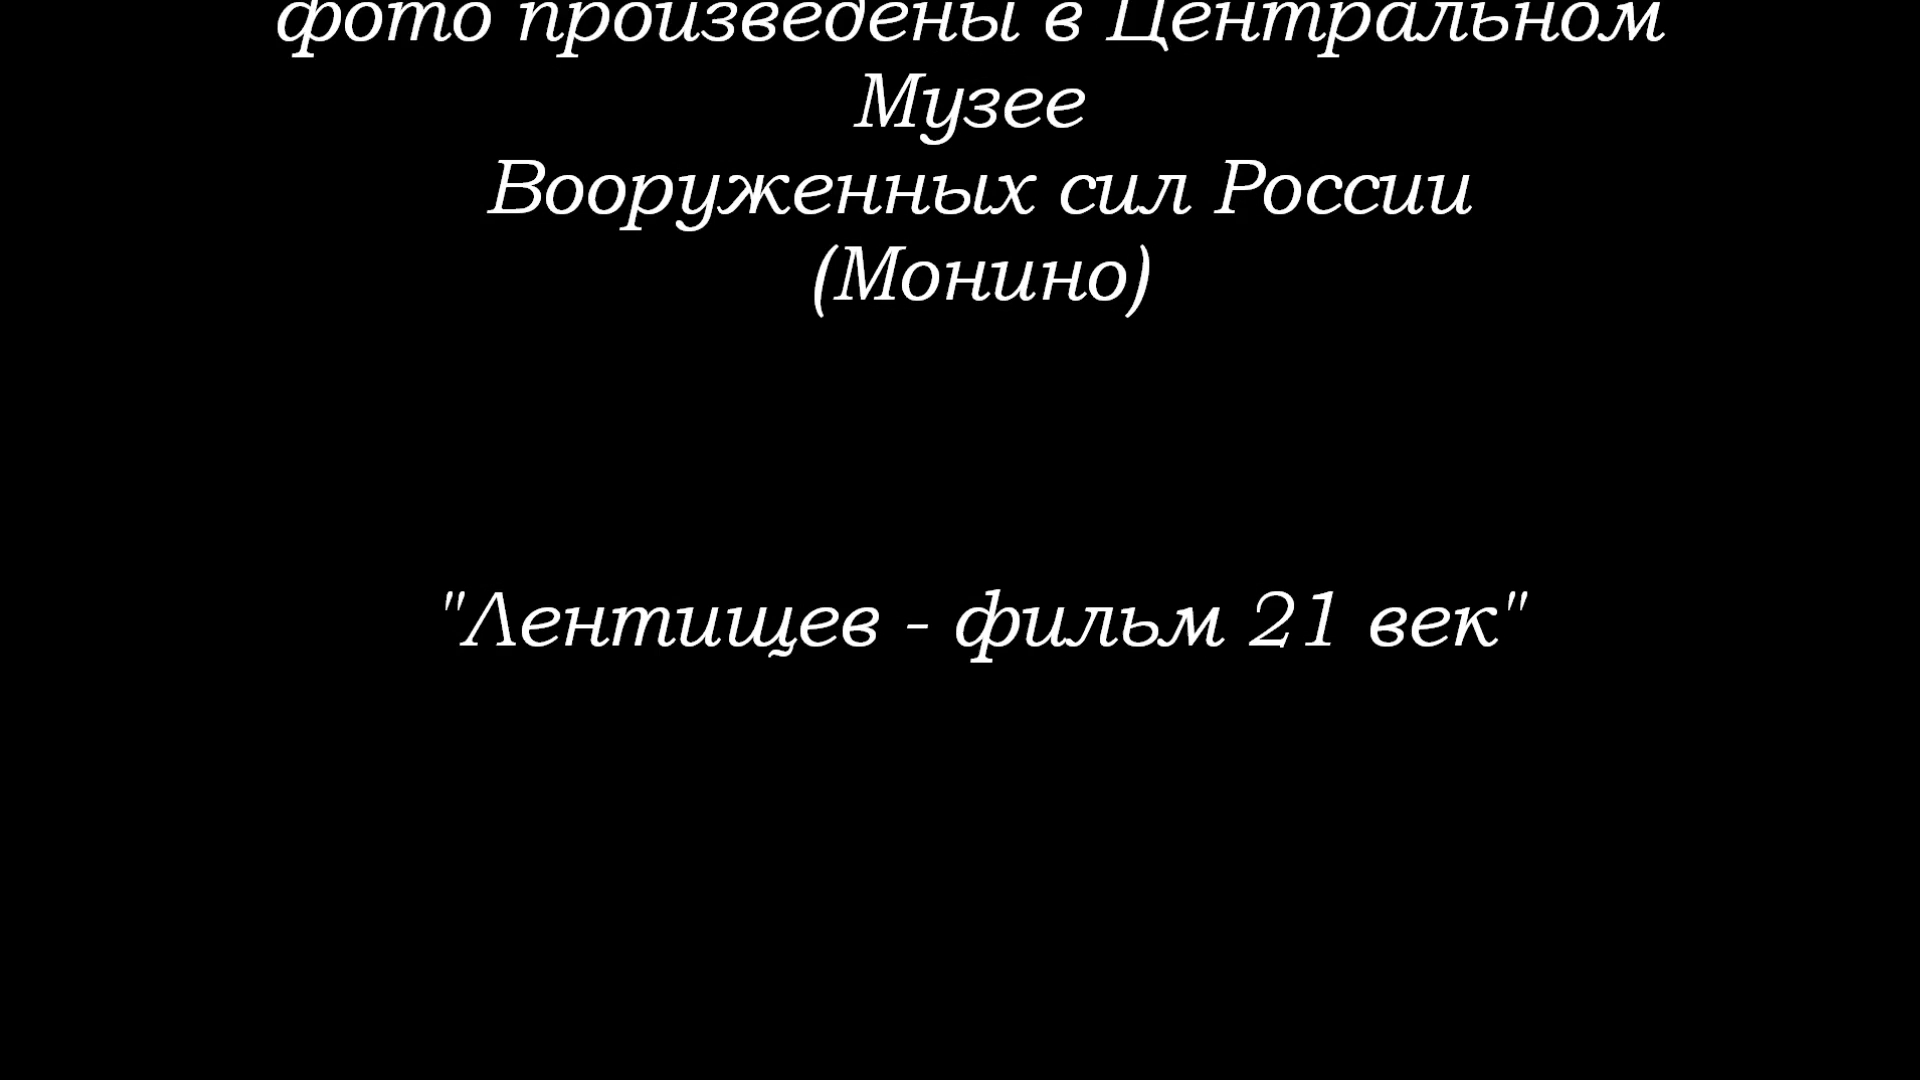 фото произведены в Центральном
Музее
Вооруженных сил России
(Монино)
"Лентищев - фильм 21 век"